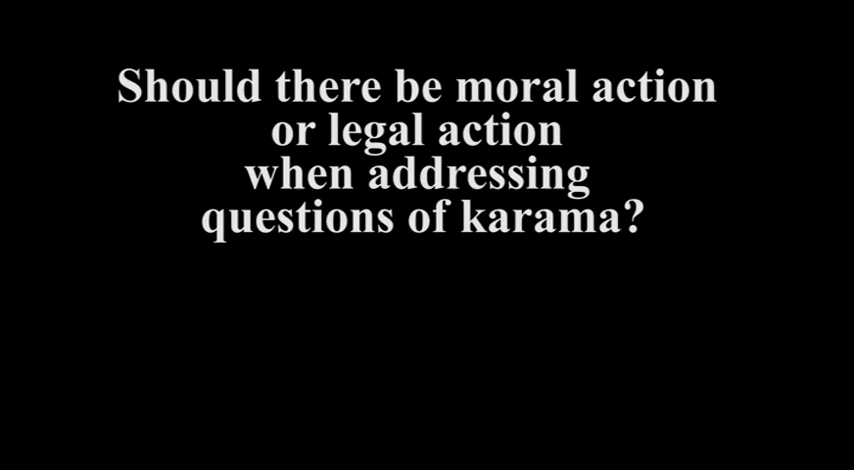 Should there be moral action
or legal action
when addressing
questions of karama?